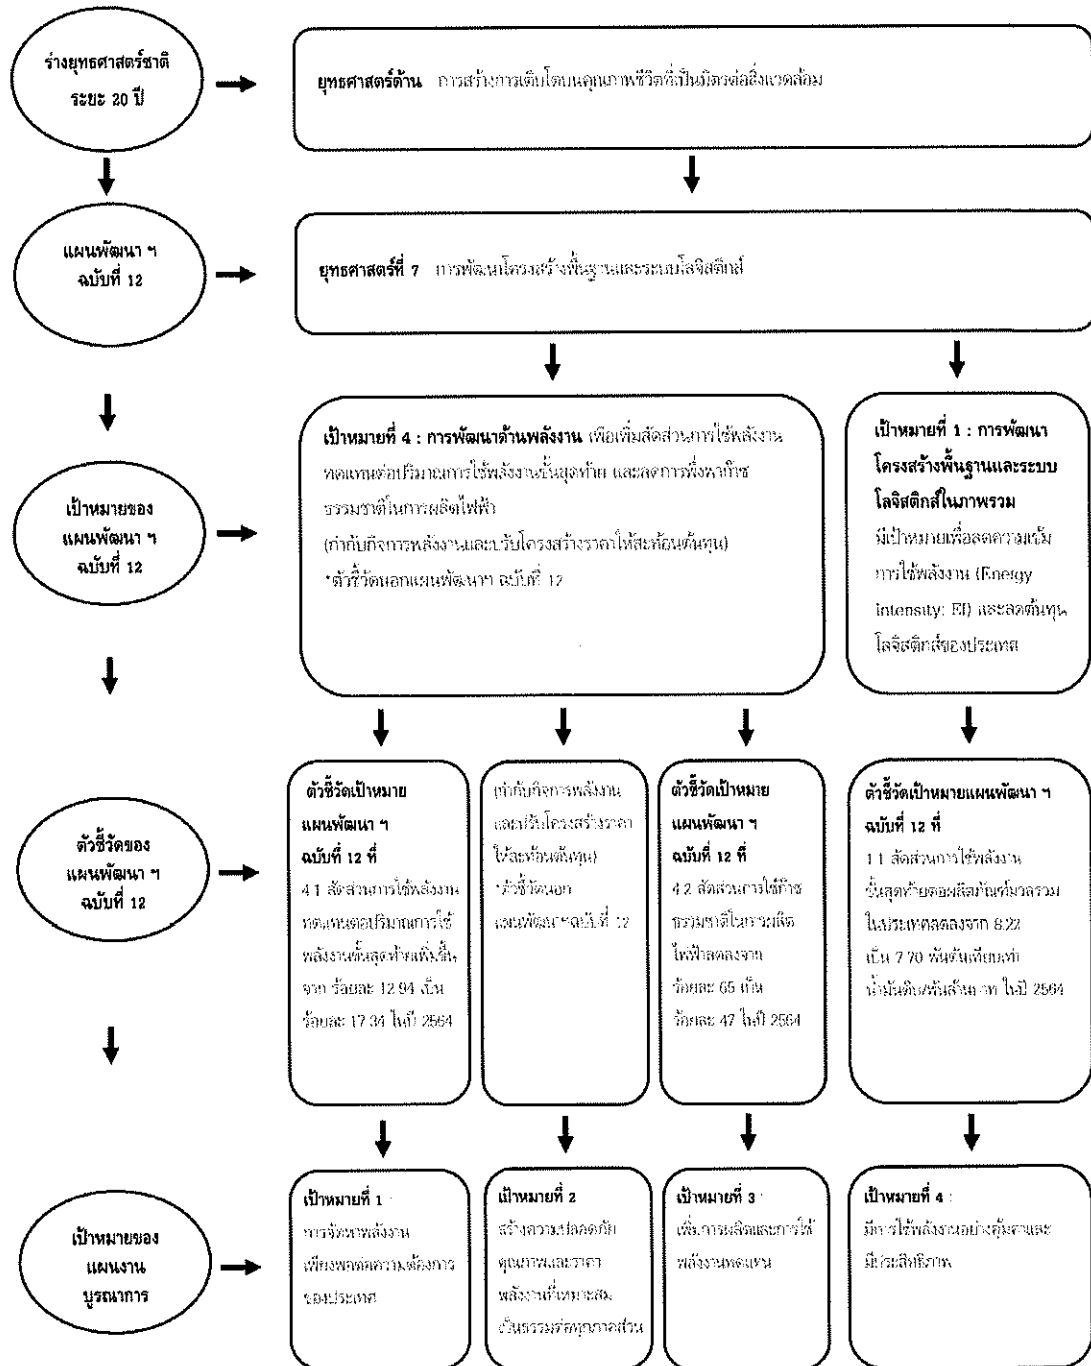 ร่างยุทธศาสตร์ชาติ
ระยะ 20 ปี
ยุทธศาสตร์ด้าน การสร้างการเติบโตบนคุณภาพชีวิตที่เป็นมิตรต่อสิ่งแวดล้อม
แผนพัฒนา ฯ
ฉบับที่ 12
ยุทธศาสตร์ที่ 7 การพัฒนาโครงสร้างพื้นฐานและระบบโลจิสติกส์
เป้าหมายของ
แผนพัฒนา ฯ
ฉบับที่ 12
เป้าหมายที่ 4 : การพัฒนาด้านพลังงาน เพื่อเพิ่มสัดส่วนการใช้พลังงาน
ทดแทนต่อปริมาณการใช้พลังงานขั้นสุดท้าย และลดการพึ่งพาก๊าซ
ธรรมชาติในการผลิตไฟฟ้า
(กำกับกิจการพลังงานและปรับโครงสร้างราคาให้สะท้อนต้นทุน)
*ตัวชี้วัดนอกแผนพัฒนาฯ ฉบับที่ 12
เป้าหมายที่ 1 : การพัฒนา
โครงสร้างพื้นฐานและระบบ
โลจิสติกส์ในภาพรวม
มีเป้าหมายเพื่อลดความเข้ม
การใช้พลังงาน (Energy
Intensity: EI) และลดต้นทุน
โลจิสติกส์ของประเทศ
ตัวชี้วัดของ
แผนพัฒนา ฯ
ฉบับที่ 12
ตัวชี้วัดเป้าหมาย
แผนพัฒนา ฯ
ฉบับที่ 12 ที่
4.1 สัดส่วนการใช้พลังงาน
ทดแทนต่อปริมาณการใช้
พลังงานขั้นสุดท้ายเพิ่มขึ้น
จาก ร้อยละ 12.94 เป็น
ร้อยละ 17.34 ในปี 2564
(กำกับกิจการพลังงาน
และปรับโครงสร้างราคา
ให้สะท้อนต้นทุน)
*ตัวชี้วัดนอก
แผนพัฒนาฯฉบับที่ 12
ตัวชี้วัดเป้าหมาย
แผนพัฒนา ฯ
ฉบับที่ 12 ที่
4.2 สัดส่วนการใช้ก๊าซ
ธรรมชาติในการผลิต
ไฟฟ้าลดลงจาก
ร้อยละ 65 เป็น
ร้อยละ 47 ในปี 2564
ตัวชี้วัดเป้าหมายแผนพัฒนา ฯ
ฉบับที่ 12 ที่
1.1 สัดส่วนการใช้พลังงาน
ขั้นสุดท้ายต่อผลิตภัณฑ์มวลรวม
ในประเทศลดลงจาก 8.22
เป็น 7.70 พันตันเทียบเท่า
น้ำมันดิบ/พันล้านบาท ในปี 2564
เป้าหมายของ
แผนงาน
บูรณาการ
เป้าหมายที่ 1
การจัดหาพลังงาน
เพียงพอต่อความต้องการ
ของประเทศ
เป้าหมายที่ 2
สร้างความปลอดภัย
คุณภาพและราคา
พลังงานที่เหมาะสม
เป็นธรรมต่อทุกภาคส่วน
เป้าหมายที่ 3 :
เพิ่มการผลิตและการใช้
พลังงานทดแทน
เป้าหมายที่ 4 :
มีการใช้พลังงานอย่างคุ้มค่าและ
มีประสิทธิภาพ